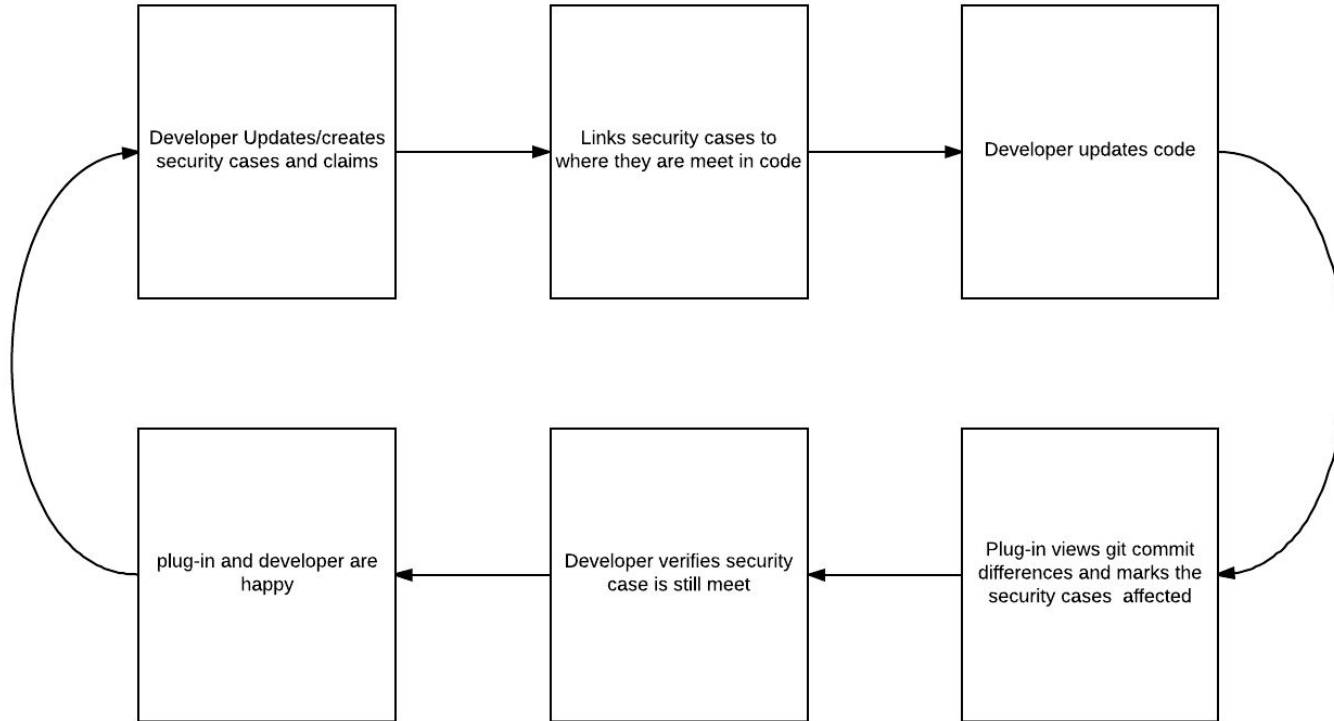 Developer Updates/creates
security cases and claims
Links security cases to
where they are meet in code
Developer updates code
plug-in and developer are
happy
Developer verifies security
case is still meet
Plug-in views git commit
differences and marks the
security cases  affected